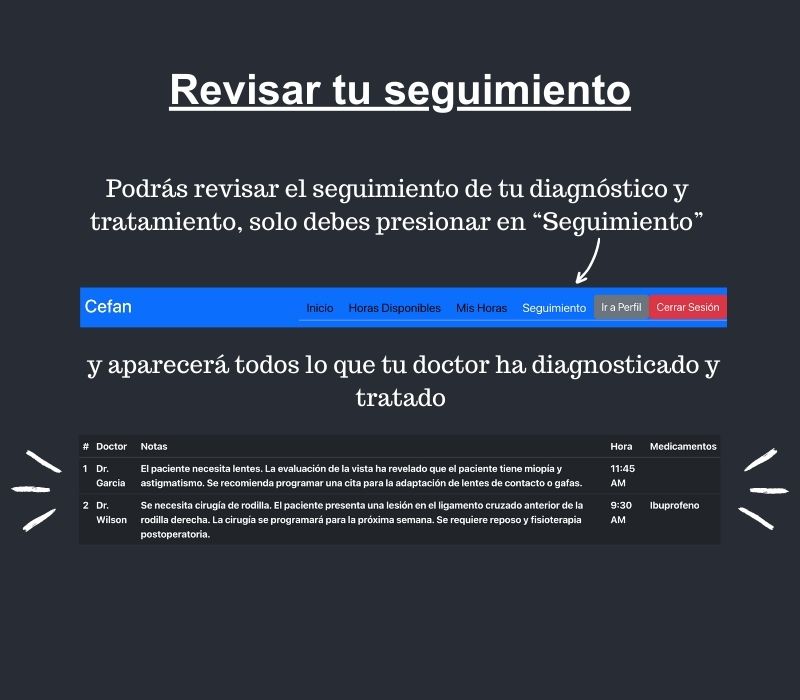 Revisar tu seguimiento
Podrás revisar el seguimiento de tu diagnóstico y
tratamiento, solo debes presionar en “Seguimiento”
Cefan Inicio Horas Disponibles Mis Horas Seguimiento Ir a Perfil Cerrar Sesión
y aparecerá todos lo que tu doctor ha diagnosticado y
tratado
# Doctor Notas Hora Medicamentos
1 Dr. El paciente necesita lentes. La evaluación de la vista ha revelado que el paciente tiene miopía y 11:45
Garcia astigmatismo. Se recomienda programar una cita para la adaptación de lentes de contacto o gafas. AM
2 Dr. Se necesita cirugía de rodilla. El paciente presenta una lesión en el ligamento cruzado anterior de la 9:30 Ibuprofeno
Wilson rodilla derecha. La cirugía se programará para la próxima semana. Se requiere reposo y fisioterapia AM
postoperatoria.